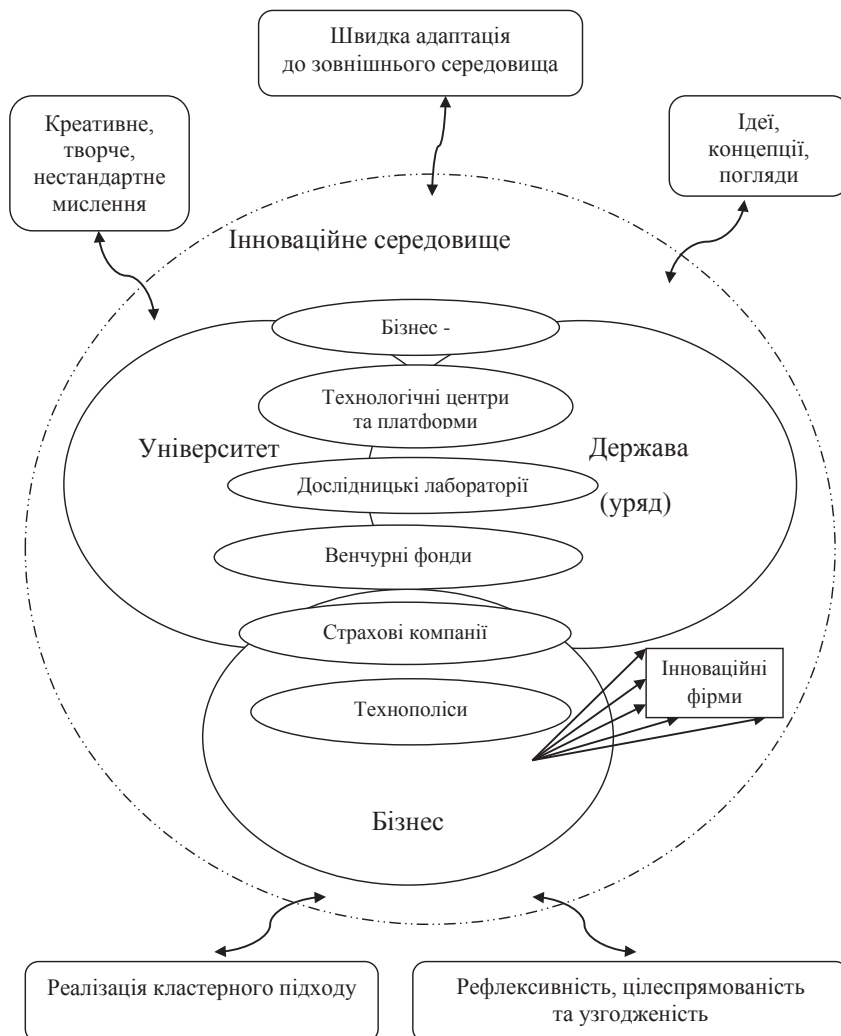 Швидка адаптація
до зовнішнього середовища
Креативне,
творче,
нестандартне
мислення
Ідеї,
концепції,
погляди
Інноваційне середовище
Бізнес -
Технологічні центри
та платформи
Університет
Держава
(уряд)
Дослідницькі лабораторії
Венчурні фонди
Страхові компанії
Інноваційні
фірми
Технополіси
Бізнес
Реалізація кластерного підходу
Рефлексивність, цілеспрямованість
та узгодженість